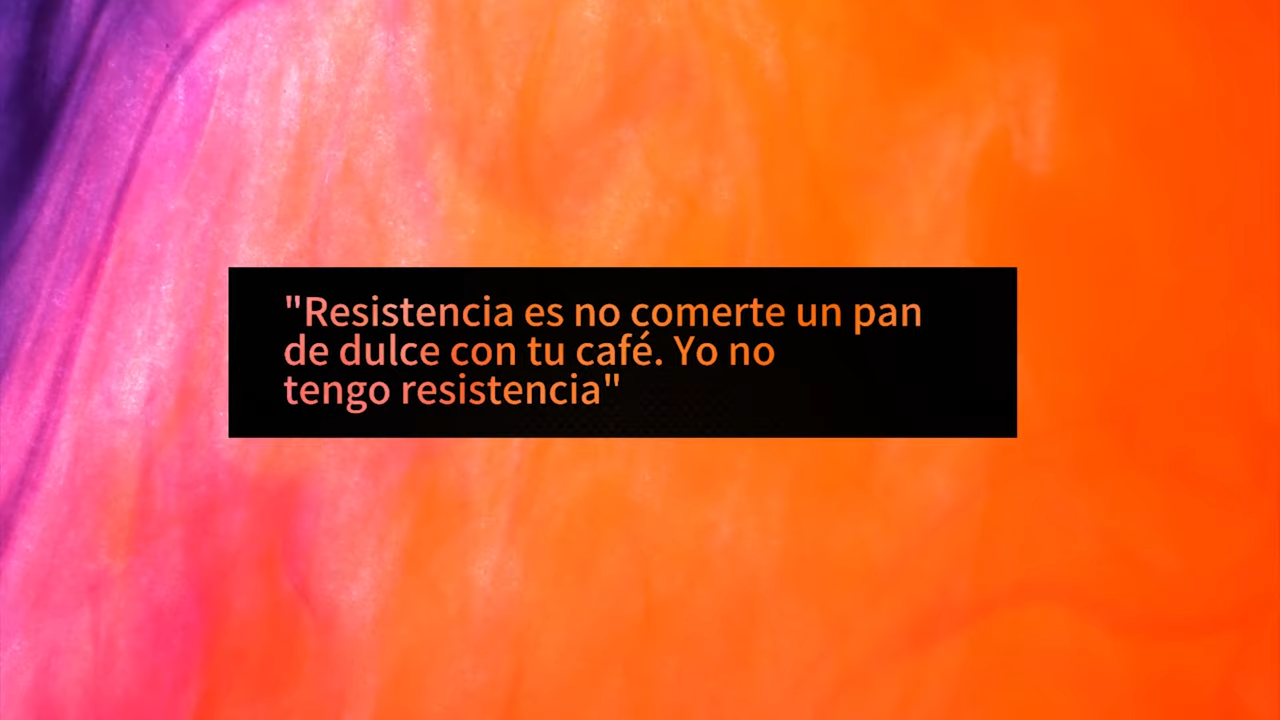 "Resistencia es no comerte un pan
de dulce con tu café. Yo no
tengo resistencia"